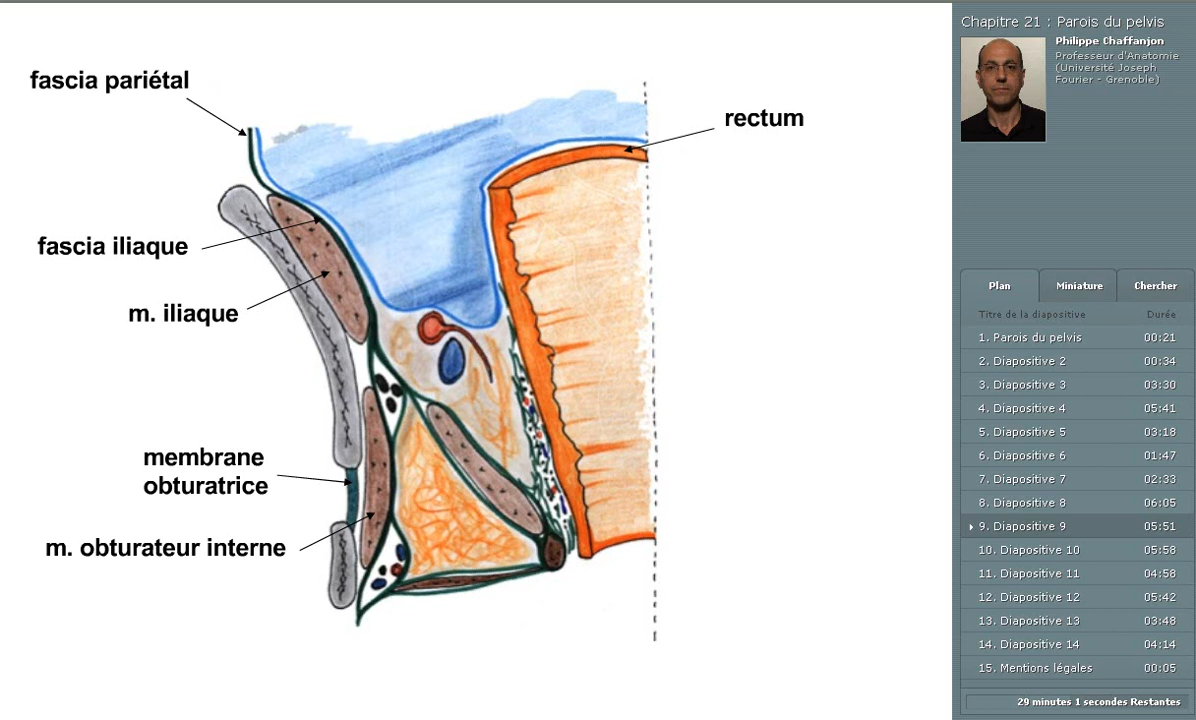 fascia pariétal
rectum
fascia iliaque
m. iliaque
membrane
obturatrice
m. obturateur interne
Chapitre 21 : Parois du pelvis
Philippe Chaffanjon
Professeur d'Anatomie
(Université Joseph
Fourier - Grenoble)
Plan Miniature Chercher
Titre de la diapositive Durée
1. Parois du pelvis 00:21
2. Diapositive 2 00:34
3. Diapositive 3 03:30
4. Diapositive 4 05:41
5. Diapositive 5 03:18
6. Diapositive 6 01:47
7. Diapositive 7 02:33
8. Diapositive 8 06:05
9. Diapositive 9 05:51
10. Diapositive 10 05:58
11. Diapositive 11 04:58
12. Diapositive 12 05:42
13. Diapositive 13 03:48
14. Diapositive 14 04:14
15. Mentions légales 00:05
29 minutes 1 secondes Restantes